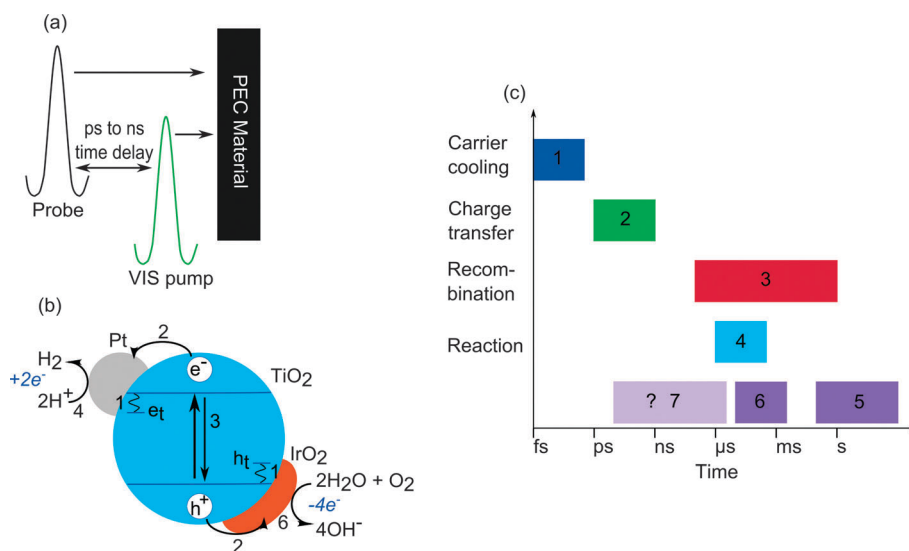 (a)
PEC Material
ps to ns
time delay
Probe
VIS pump
(b)
Pt
2
H2
e-
TiO2
+2e-
2H+
4
1
et
3
IrO2
ht
1
2H2O + O2
-4e-
h+
6
4OH-
2
(c)
Carrier
cooling
1
Charge
transfer
2
Recom-
bination
3
Reaction
4
? 7
6
5
fs
ps
ns
µs
ms
s
Time